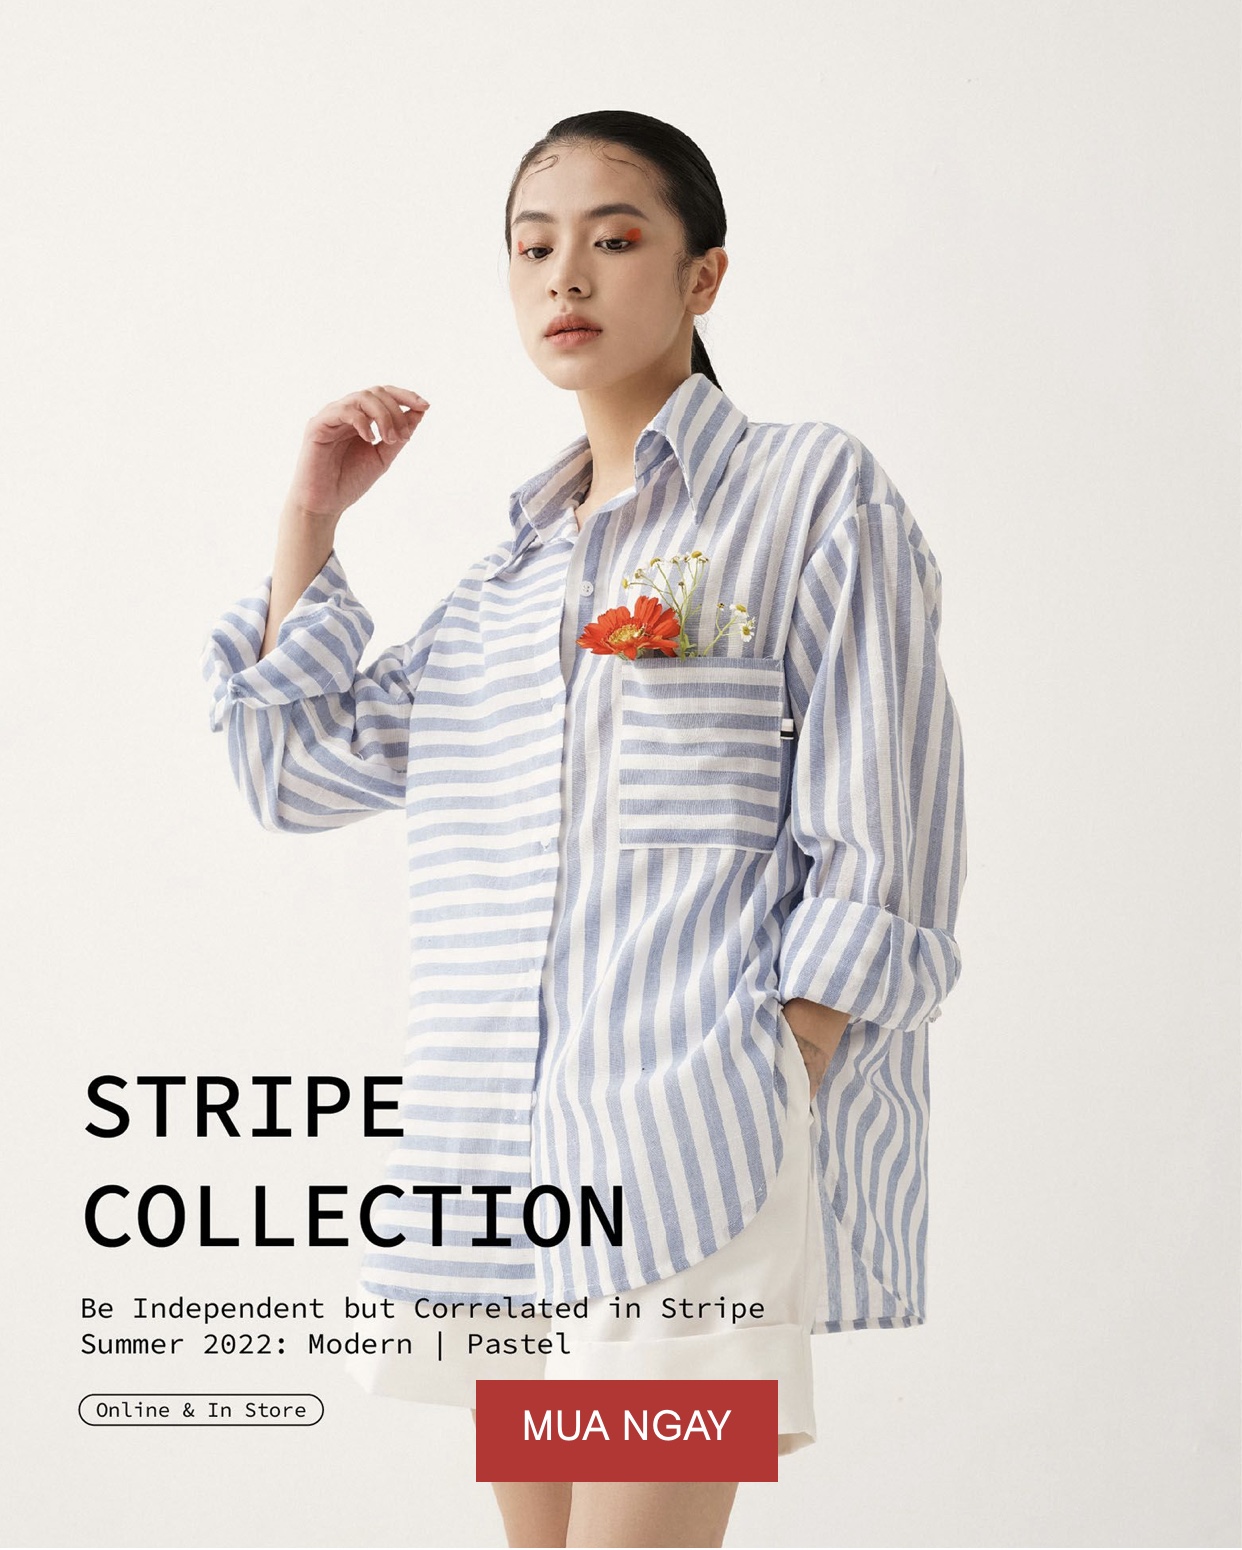 STRIPE
COLLECTION
Be Independent but Correlated in Stripe
Summer 2022: Modern | Pastel
Online & In Store
MUA NGAY